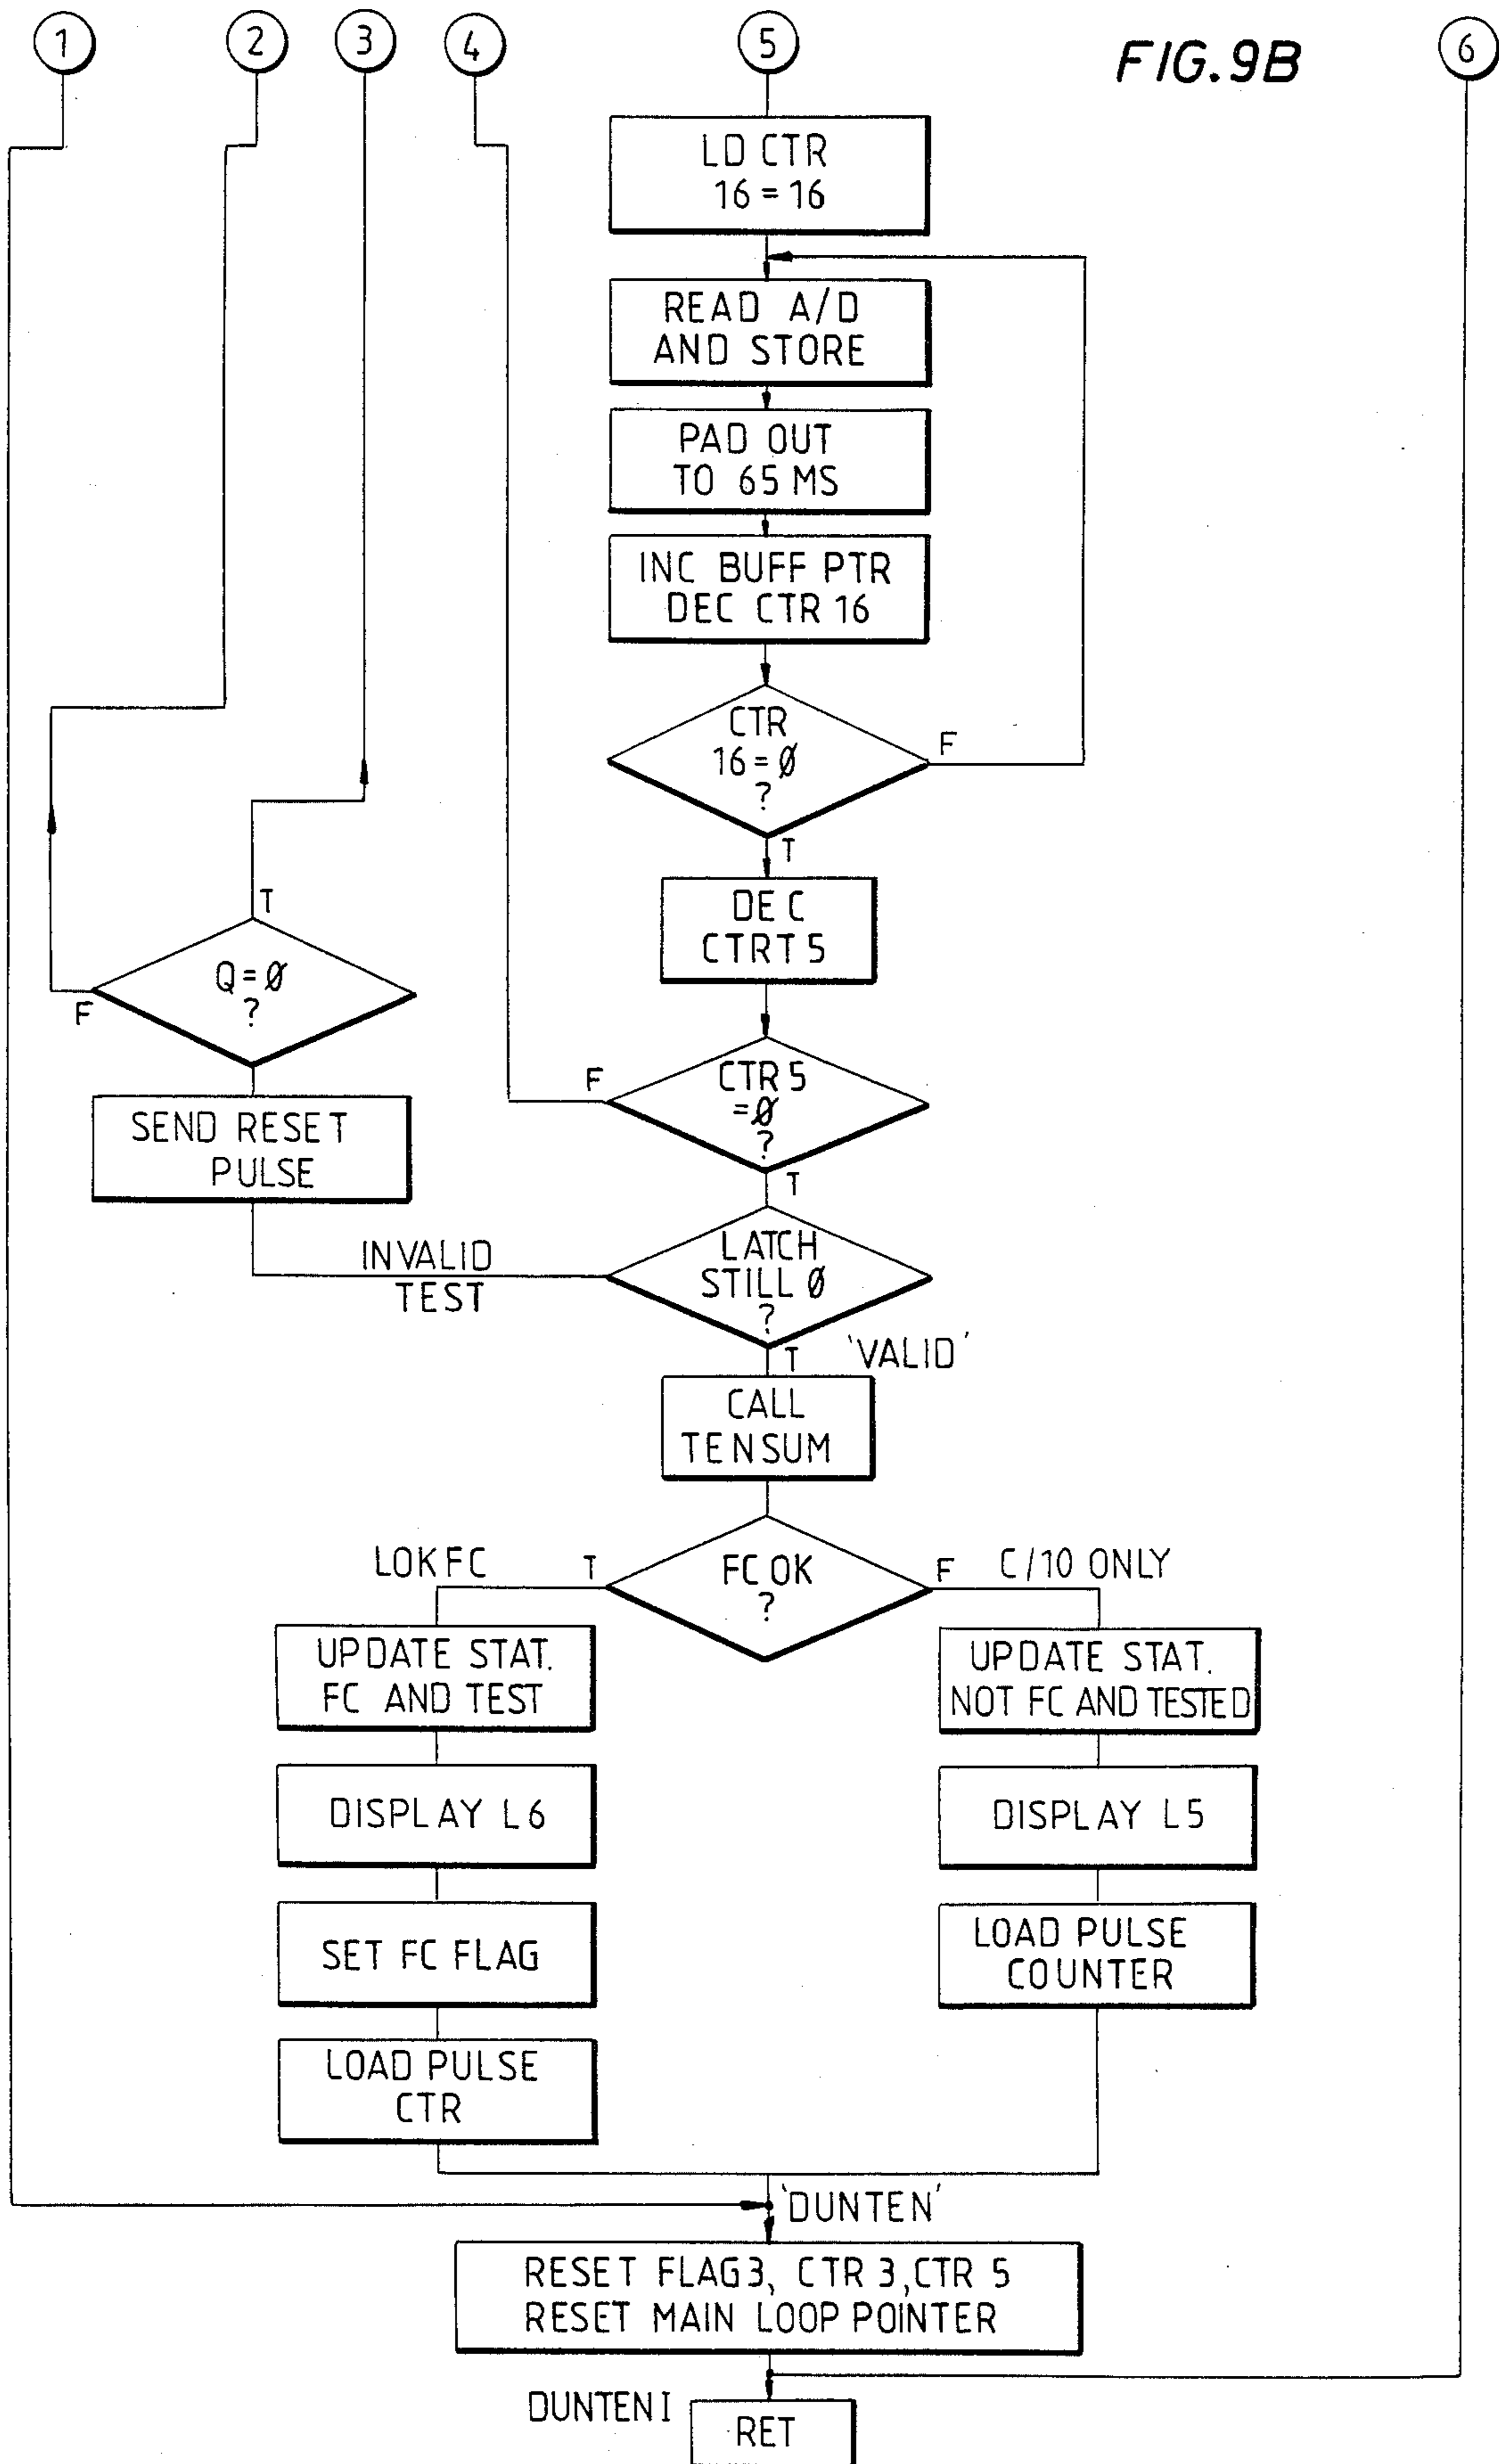 1
2
3
4
5
FIG. 9B
6
LD CTR
16 = 16
READ A/D
AND STORE
PAD OUT
TO 65 MS
INC BUFF PTR
DEC CTR 16
CTR
16 = Ø
?
F
T
DEC
CTRT 5
T
Q = Ø
?
F
CTR 5
= Ø
?
F
T
SEND RESET
PULSE
INVALID
TEST
LATCH
STILL Ø
?
T
'VALID'
CALL
TENSUM
LOKFC
T
FC OK
?
F
C/10 ONLY
UPDATE STAT.
FC AND TEST
UPDATE STAT.
NOT FC AND TESTED
DISPLAY L6
DISPLAY L5
SET FC FLAG
LOAD PULSE
COUNTER
LOAD PULSE
CTR
'DUNTEN'
RESET FLAG3, CTR 3, CTR 5
RESET MAIN LOOP POINTER
DUNTENI
RET